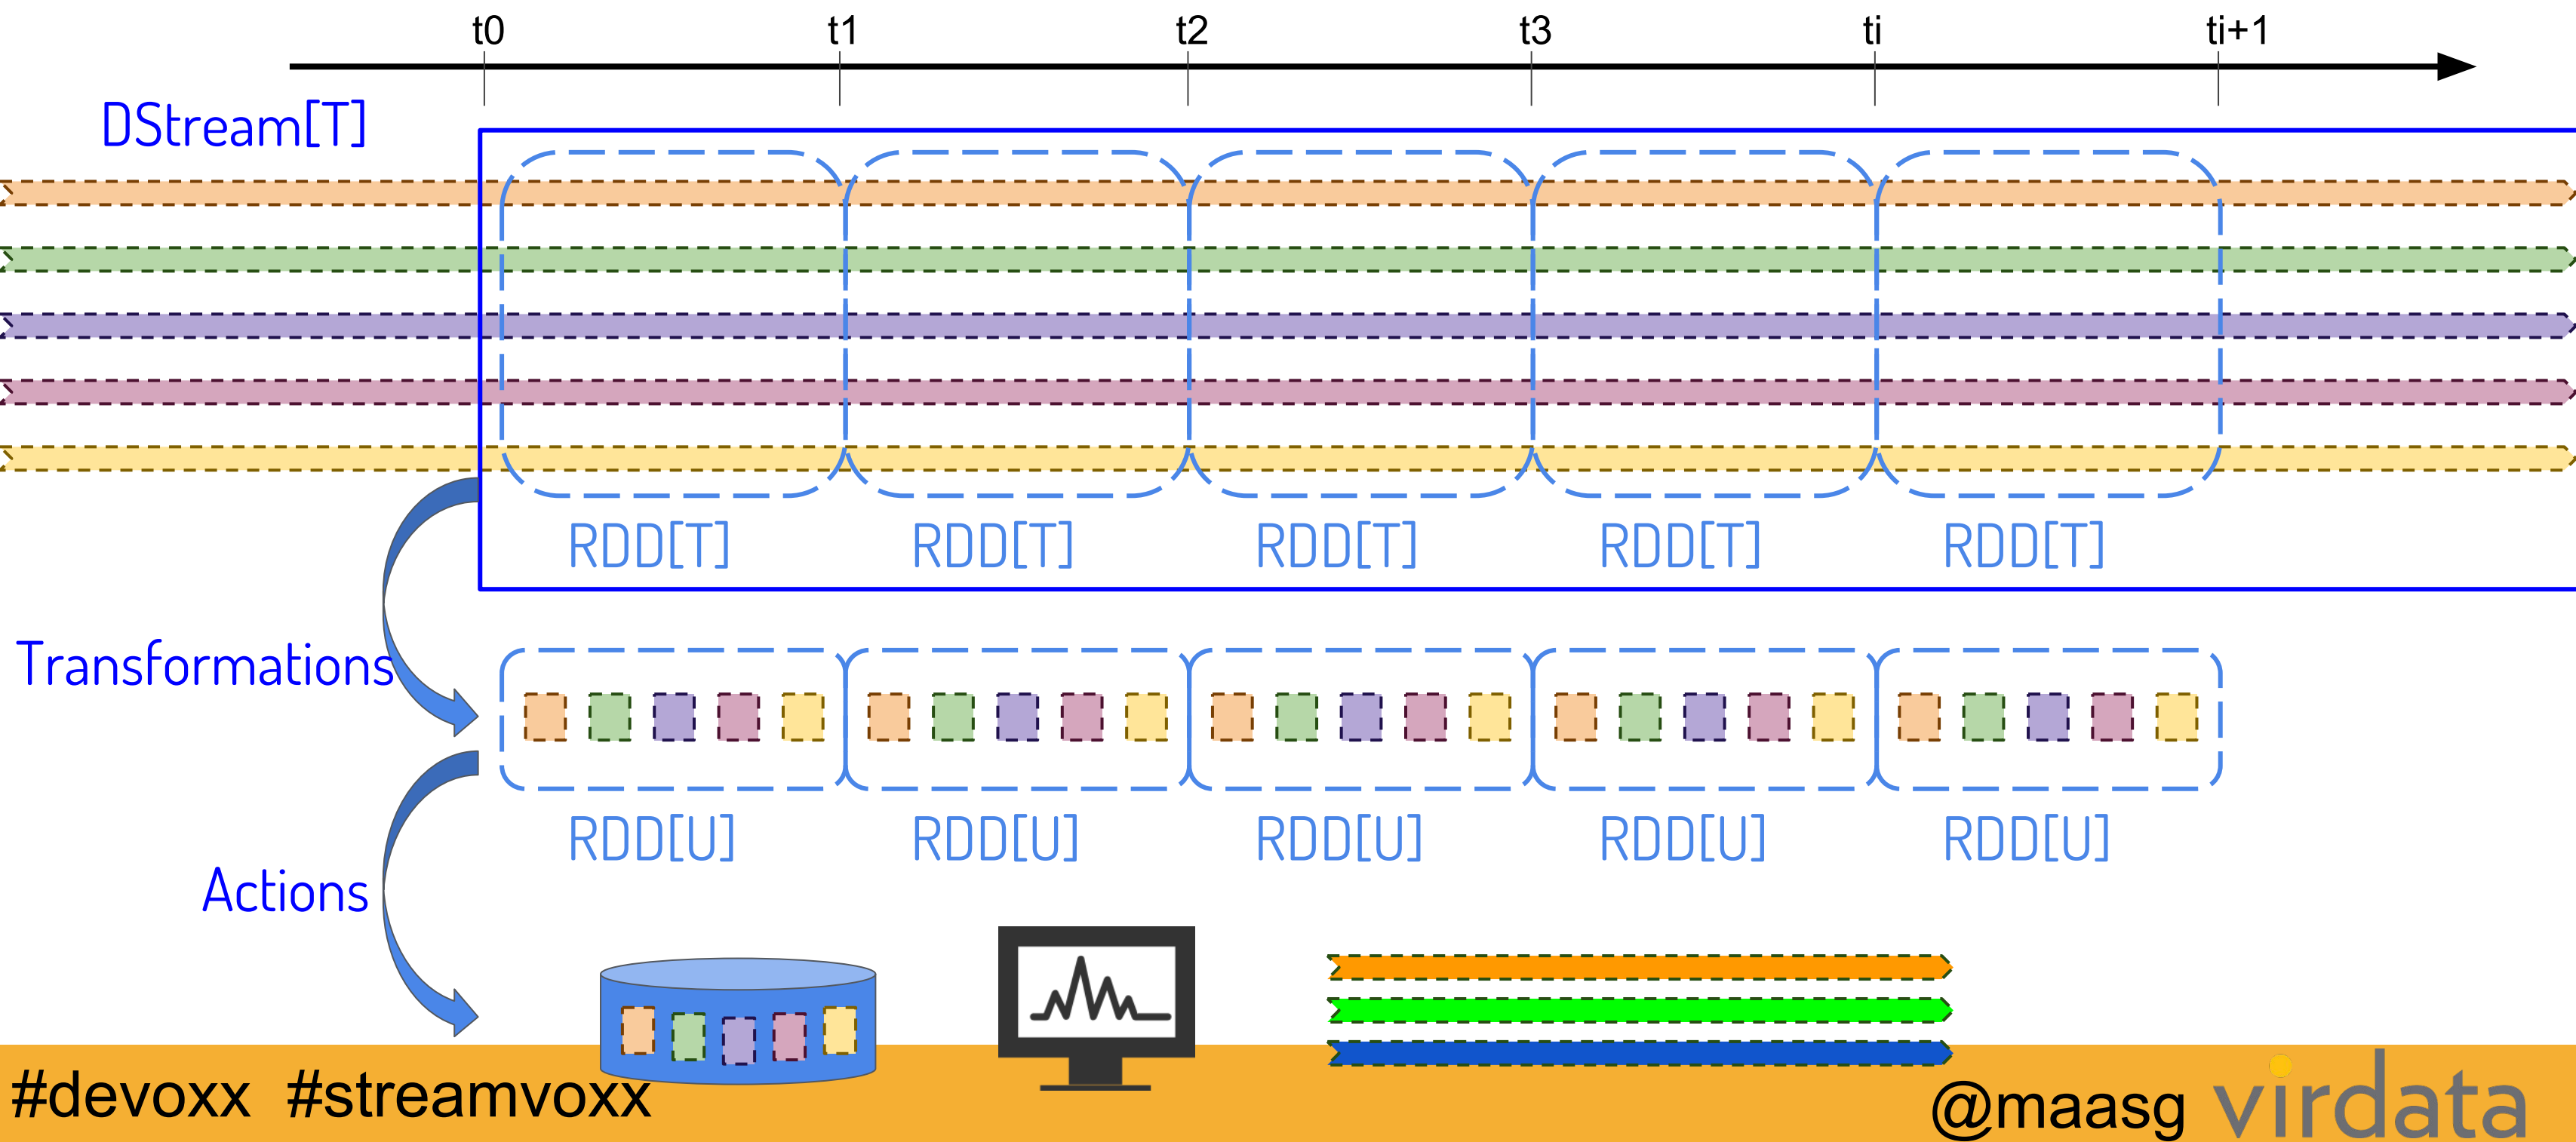 t0 t1 t2 t3 ti ti+1
DStream[T]
RDD[T] RDD[T] RDD[T] RDD[T] RDD[T]
Transformations
RDD[U] RDD[U] RDD[U] RDD[U] RDD[U]
Actions
#devoxx #streamvoxx @maasg virdata